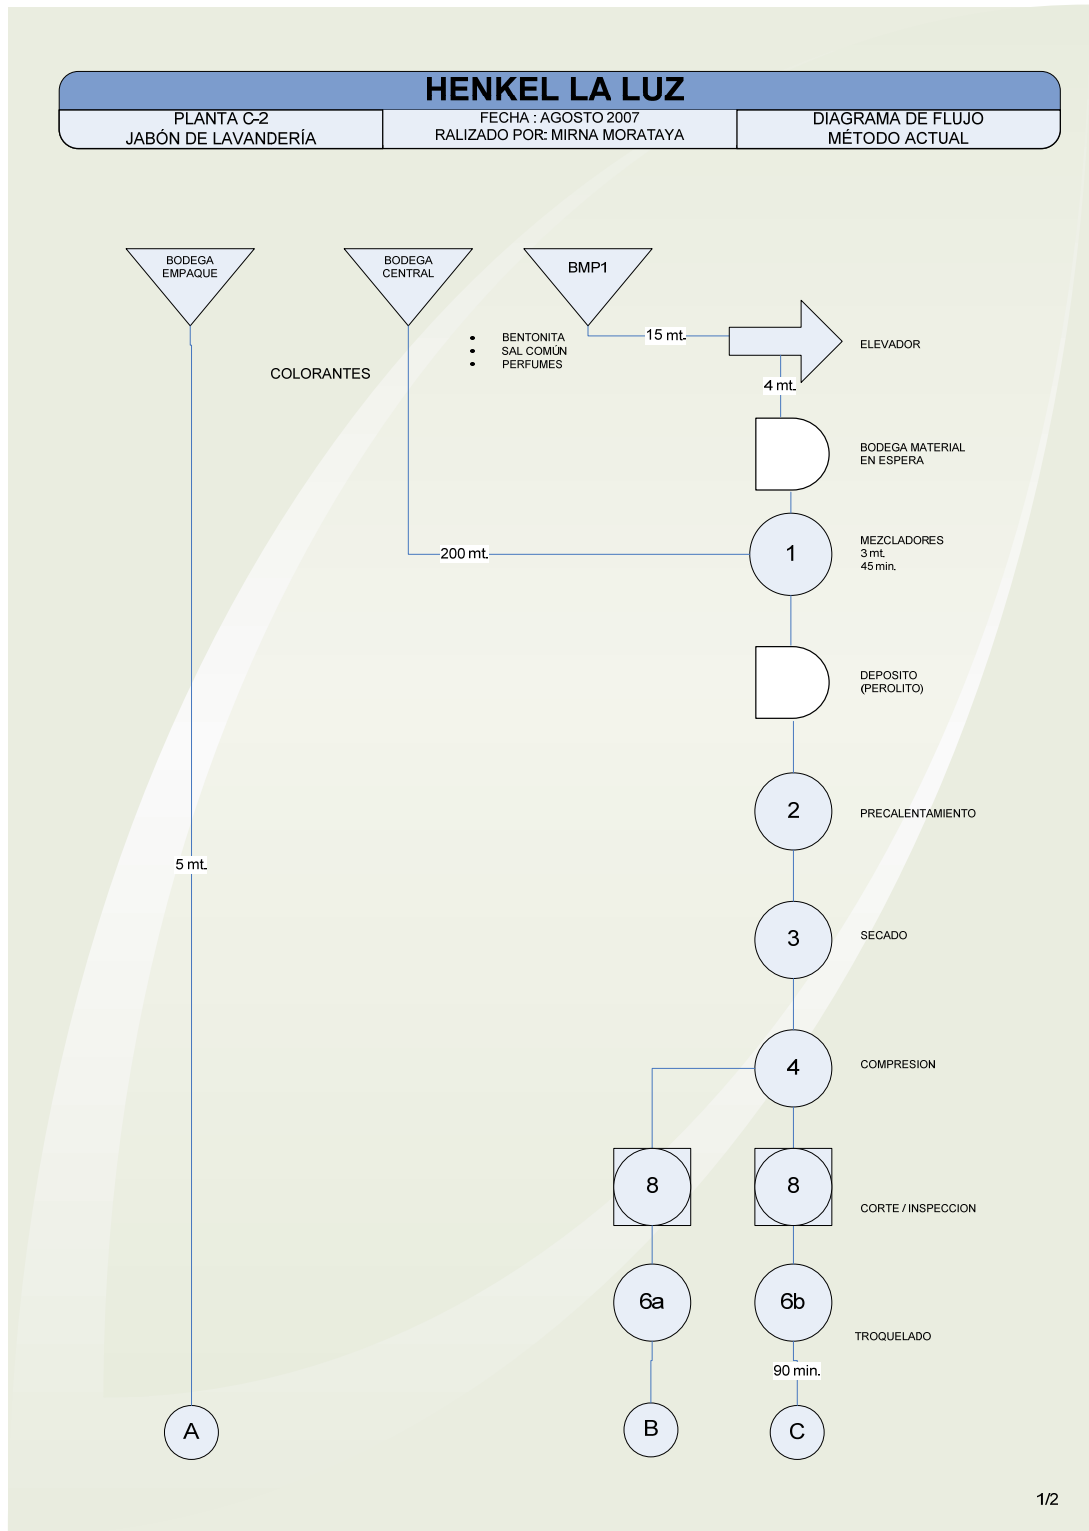 HENKEL LA LUZ
PLANTA C-2
JABÓN DE LAVANDERÍA
FECHA : AGOSTO 2007
RALIZADO POR: MIRNA MORATAYA
DIAGRAMA DE FLUJO
MÉTODO ACTUAL
BODEGA
EMPAQUE
BODEGA
CENTRAL
BMP1
• BENTONITA
• SAL COMÚN
• PERFUMES
15 mt.
ELEVADOR
COLORANTES
4 mt.
BODEGA MATERIAL
EN ESPERA
200 mt.
1
MEZCLADORES
3 mt.
45 min.
DEPOSITO
(PEROLITO)
2
PRECALENTAMIENTO
5 mt.
3
SECADO
4
COMPRESION
8
8
CORTE / INSPECCION
6a
6b
TROQUELADO
90 min.
A
B
C
1/2